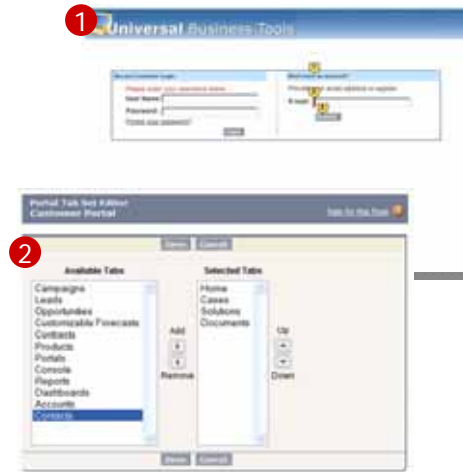 1
Universal Business Tools
User Name
Password
E-mail
Portal Tab Set Editor
Customer Portal
Help for this Page
2
Save Cancel
Available Tabs
Selected Tabs
Campaigns
Leads
Opportunities
Customizable Forecasts
Contracts
Products
Portals
Console
Reports
Dashboards
Accounts
Contacts
Add
Remove
Home
Cases
Solutions
Documents
Up
Down
Save Cancel